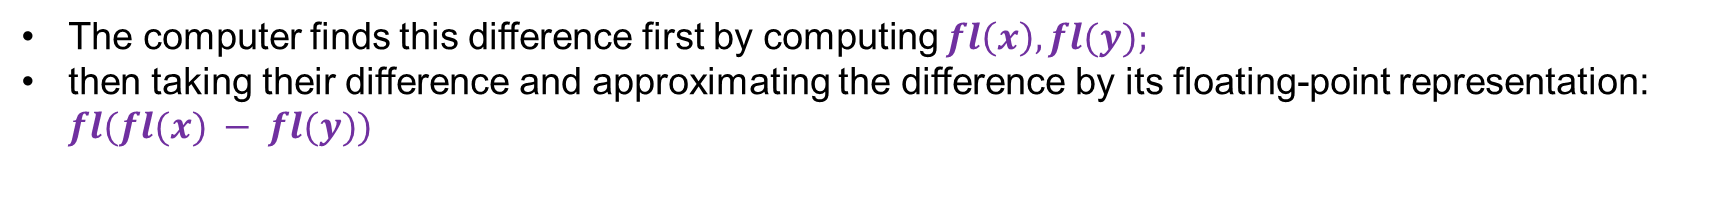 • The computer finds this difference first by computing fl(x), fl(y);
• then taking their difference and approximating the difference by its floating-point representation:
fl(fl(x) − fl(y))